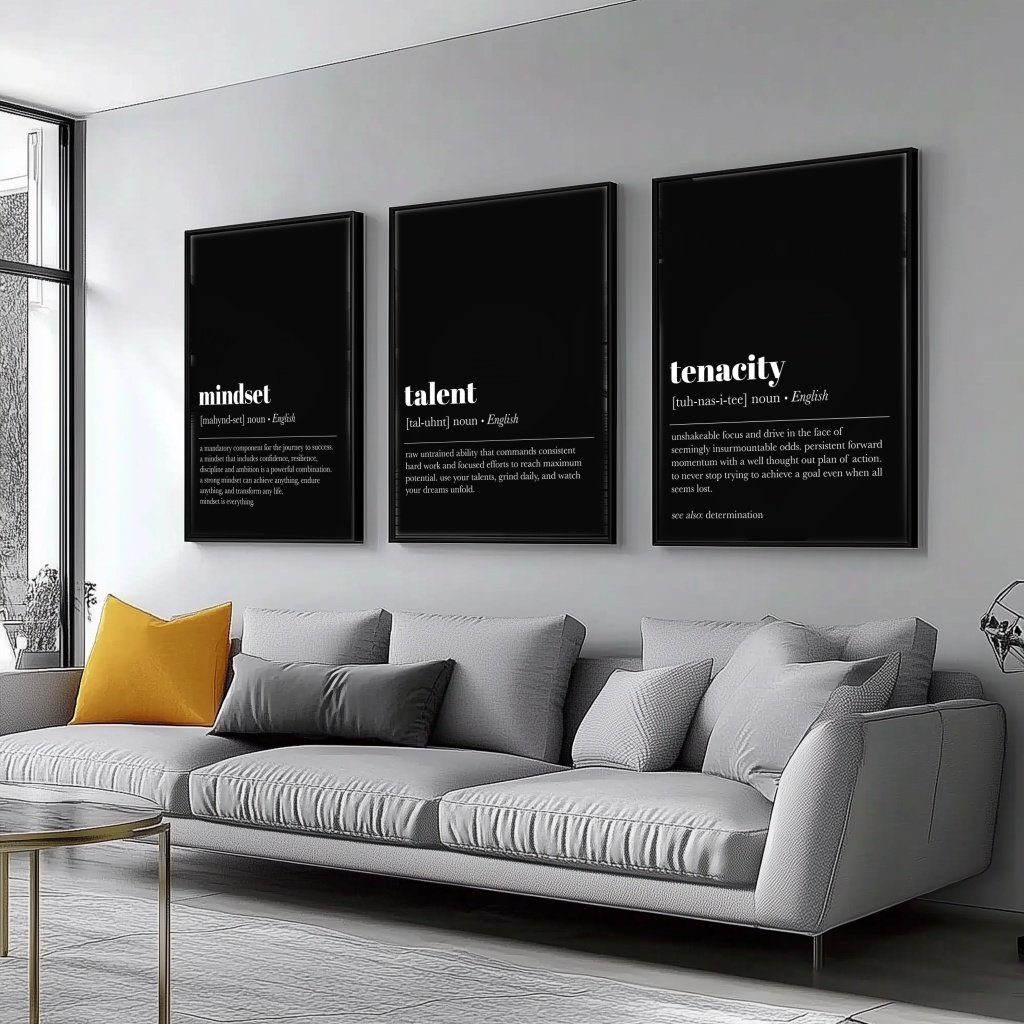 mindset
[mahynd-set] noun • English
a mandatory component for the journey to success.
a mindset that includes confidence, resilience,
discipline and ambition is a powerful combination.
a strong mindset can achieve anything, endure
anything, and transform any life.
mindset is everything.
talent
[tal-uhnt] noun • English
raw untrained ability that commands consistent
hard work and focused efforts to reach maximum
potential. use your talents, grind daily, and watch
your dreams unfold.
tenacity
[tuh-nas-i-tee] noun • English
unshakeable focus and drive in the face of
seemingly insurmountable odds. persistent forward
momentum with a well thought out plan of action.
to never stop trying to achieve a goal even when all
seems lost.
see also: determination